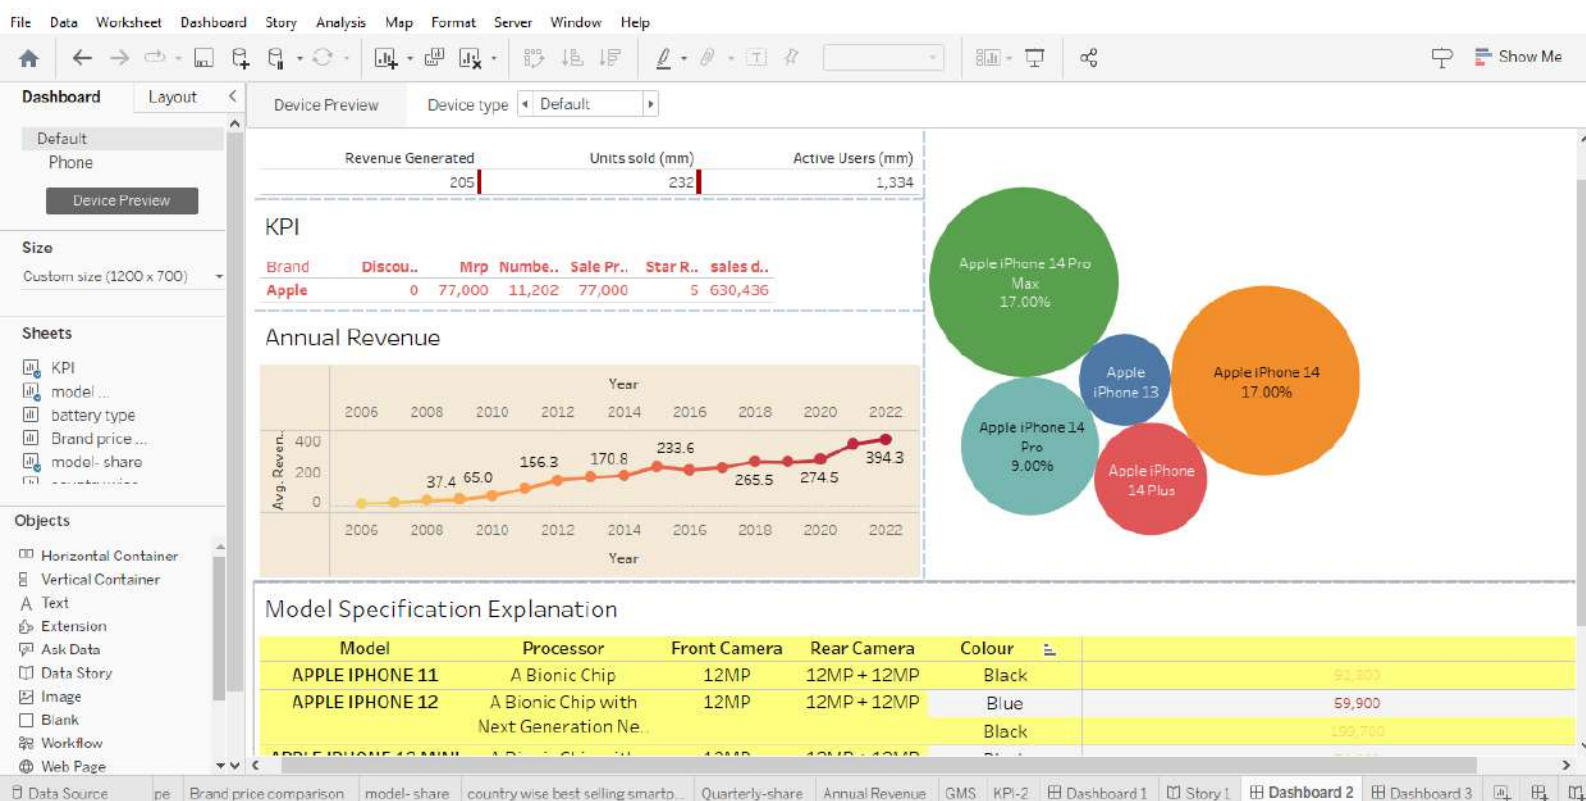 File Data Worksheet Dashboard Story Analysis Map Format Server Window Help
Show Me
Dashboard Layout
Device Preview Device type Default
Default
Phone
Device Preview
Size
Custom size (1200 x 700)
Sheets
KPI
model ...
battery type
Brand price ...
model- share
Objects
Horizontal Container
Vertical Container
Text
Extension
Ask Data
Data Story
Image
Blank
Workflow
Web Page
Revenue Generated Units sold (mm) Active Users (mm)
205 232 1,334
KPI
Brand Discou.. Mrp Numbe.. Sale Pr.. Star R.. sales d..
Apple 0 77,000 11,202 77,000 5 630,436
Annual Revenue
Year
2006 2008 2010 2012 2014 2016 2018 2020 2022
Avg. Reven..
400
200
0
37.4 65.0 156.3 170.8 233.6 265.5 274.5 394.3
2006 2008 2010 2012 2014 2016 2018 2020 2022
Year
Apple iPhone 14 Pro
Max
17.00%
Apple
iPhone 13
Apple iPhone 14
17.00%
Apple iPhone 14
Pro
9.00%
Apple iPhone
14 Plus
Model Specification Explanation
Model Processor Front Camera Rear Camera Colour
APPLE IPHONE 11 A Bionic Chip 12MP 12MP + 12MP Black
APPLE IPHONE 12 A Bionic Chip with 12MP 12MP + 12MP Blue 59,900
Next Generation Ne.. Black
Data Source pe Brand price comparison model- share country wise best selling smartp... Quarterly-share Annual Revenue GMS KPI-2 Dashboard 1 Story 1 Dashboard 2 Dashboard 3